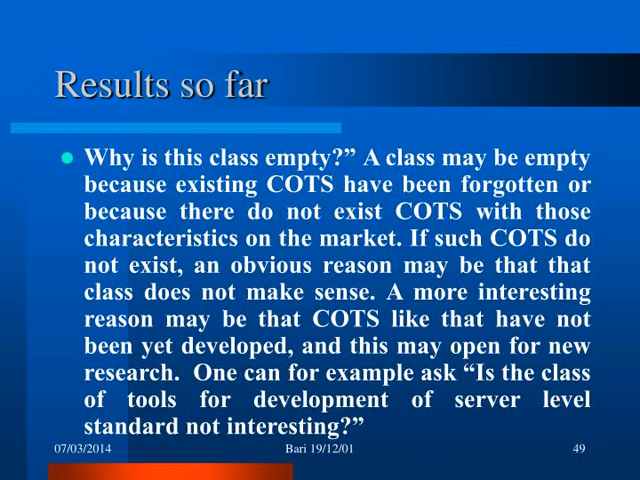 Results so far
Why is this class empty?” A class may be empty
because existing COTS have been forgotten or
because there do not exist COTS with those
characteristics on the market. If such COTS do
not exist, an obvious reason may be that that
class does not make sense. A more interesting
reason may be that COTS like that have not
been yet developed, and this may open for new
research. One can for example ask “Is the class
of tools for development of server level
standard not interesting?”
07/03/2014 Bari 19/12/01 49